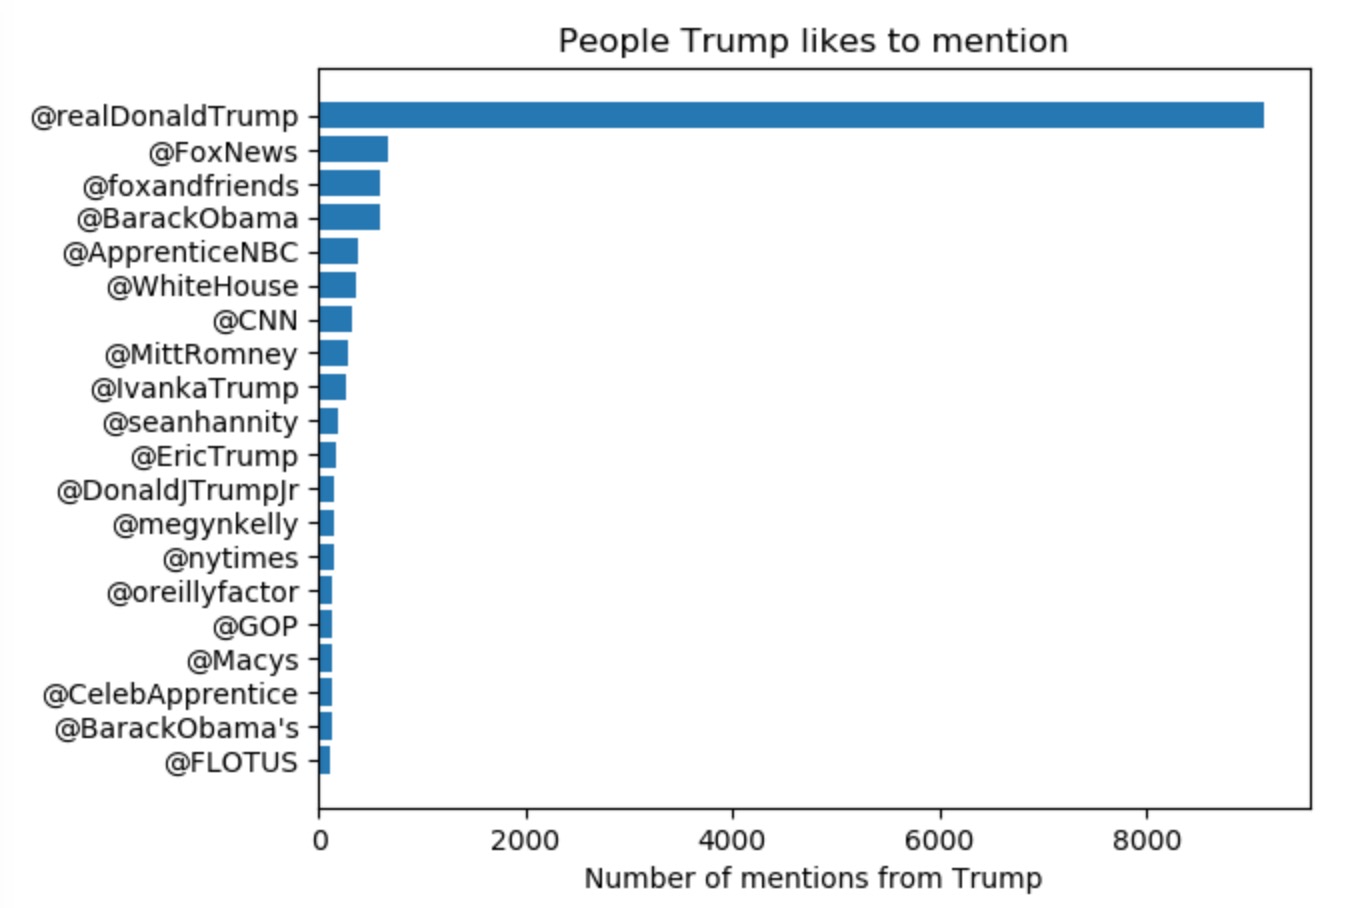 People Trump likes to mention
@realDonaldTrump
@FoxNews
@foxandfriends
@BarackObama
@ApprenticeNBC
@WhiteHouse
@CNN
@MittRomney
@IvankaTrump
@seanhannity
@EricTrump
@DonaldJTrumpJr
@megynkelly
@nytimes
@oreillyfactor
@GOP
@Macys
@CelebApprentice
@BarackObama's
@FLOTUS
0 2000 4000 6000 8000
Number of mentions from Trump